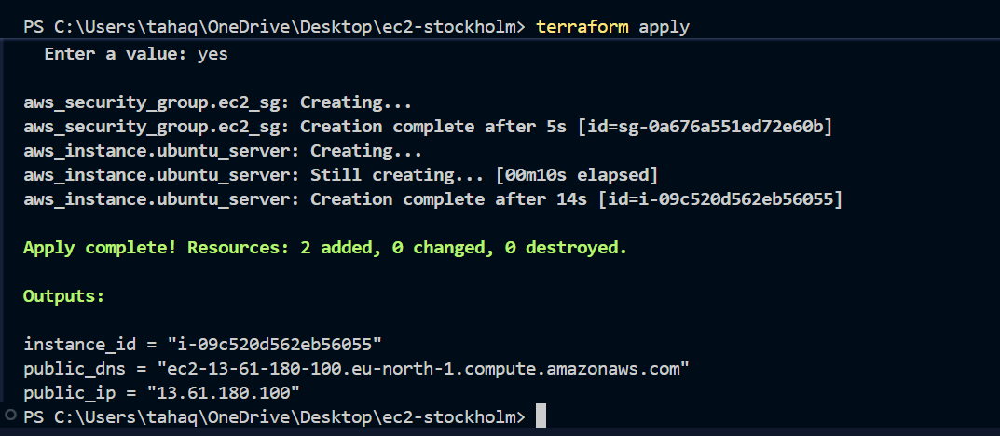 PS C:\Users\tahaq\OneDrive\Desktop\ec2-stockholm> terraform apply
Enter a value: yes
aws_security_group.ec2_sg: Creating...
aws_security_group.ec2_sg: Creation complete after 5s [id=sg-0a676a551ed72e60b]
aws_instance.ubuntu_server: Creating...
aws_instance.ubuntu_server: Still creating... [00m10s elapsed]
aws_instance.ubuntu_server: Creation complete after 14s [id=i-09c520d562eb56055]
Apply complete! Resources: 2 added, 0 changed, 0 destroyed.
Outputs:
instance_id = "i-09c520d562eb56055"
public_dns = "ec2-13-61-180-100.eu-north-1.compute.amazonaws.com"
public_ip = "13.61.180.100"
PS C:\Users\tahaq\OneDrive\Desktop\ec2-stockholm>